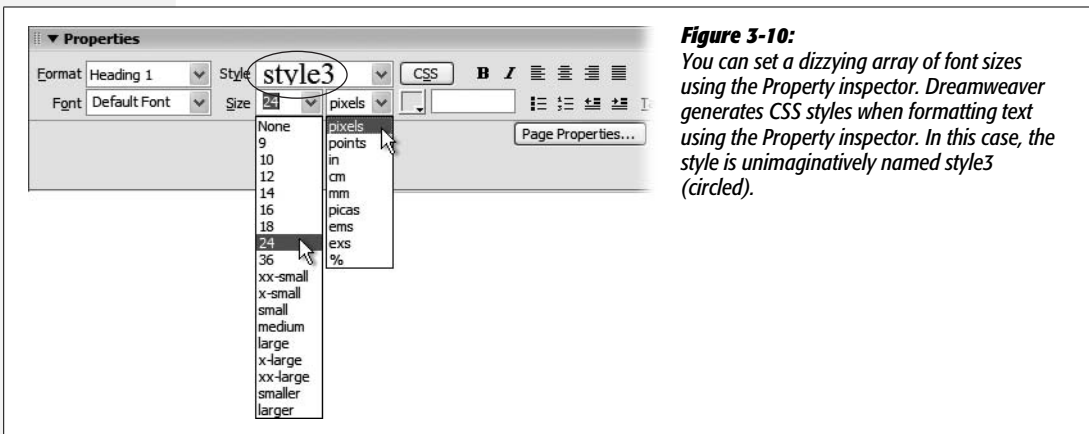 ▼ Properties
Format Heading 1 Style style3 CSS B I
Font Default Font Size 24 pixels
Page Properties...
None
9
10
12
14
16
18
24
36
xx-small
x-small
small
medium
large
x-large
xx-large
smaller
larger
pixels
points
in
cm
mm
picas
ems
exs
%
Figure 3-10:
You can set a dizzying array of font sizes
using the Property inspector. Dreamweaver
generates CSS styles when formatting text
using the Property inspector. In this case, the
style is unimaginatively named style3
(circled).